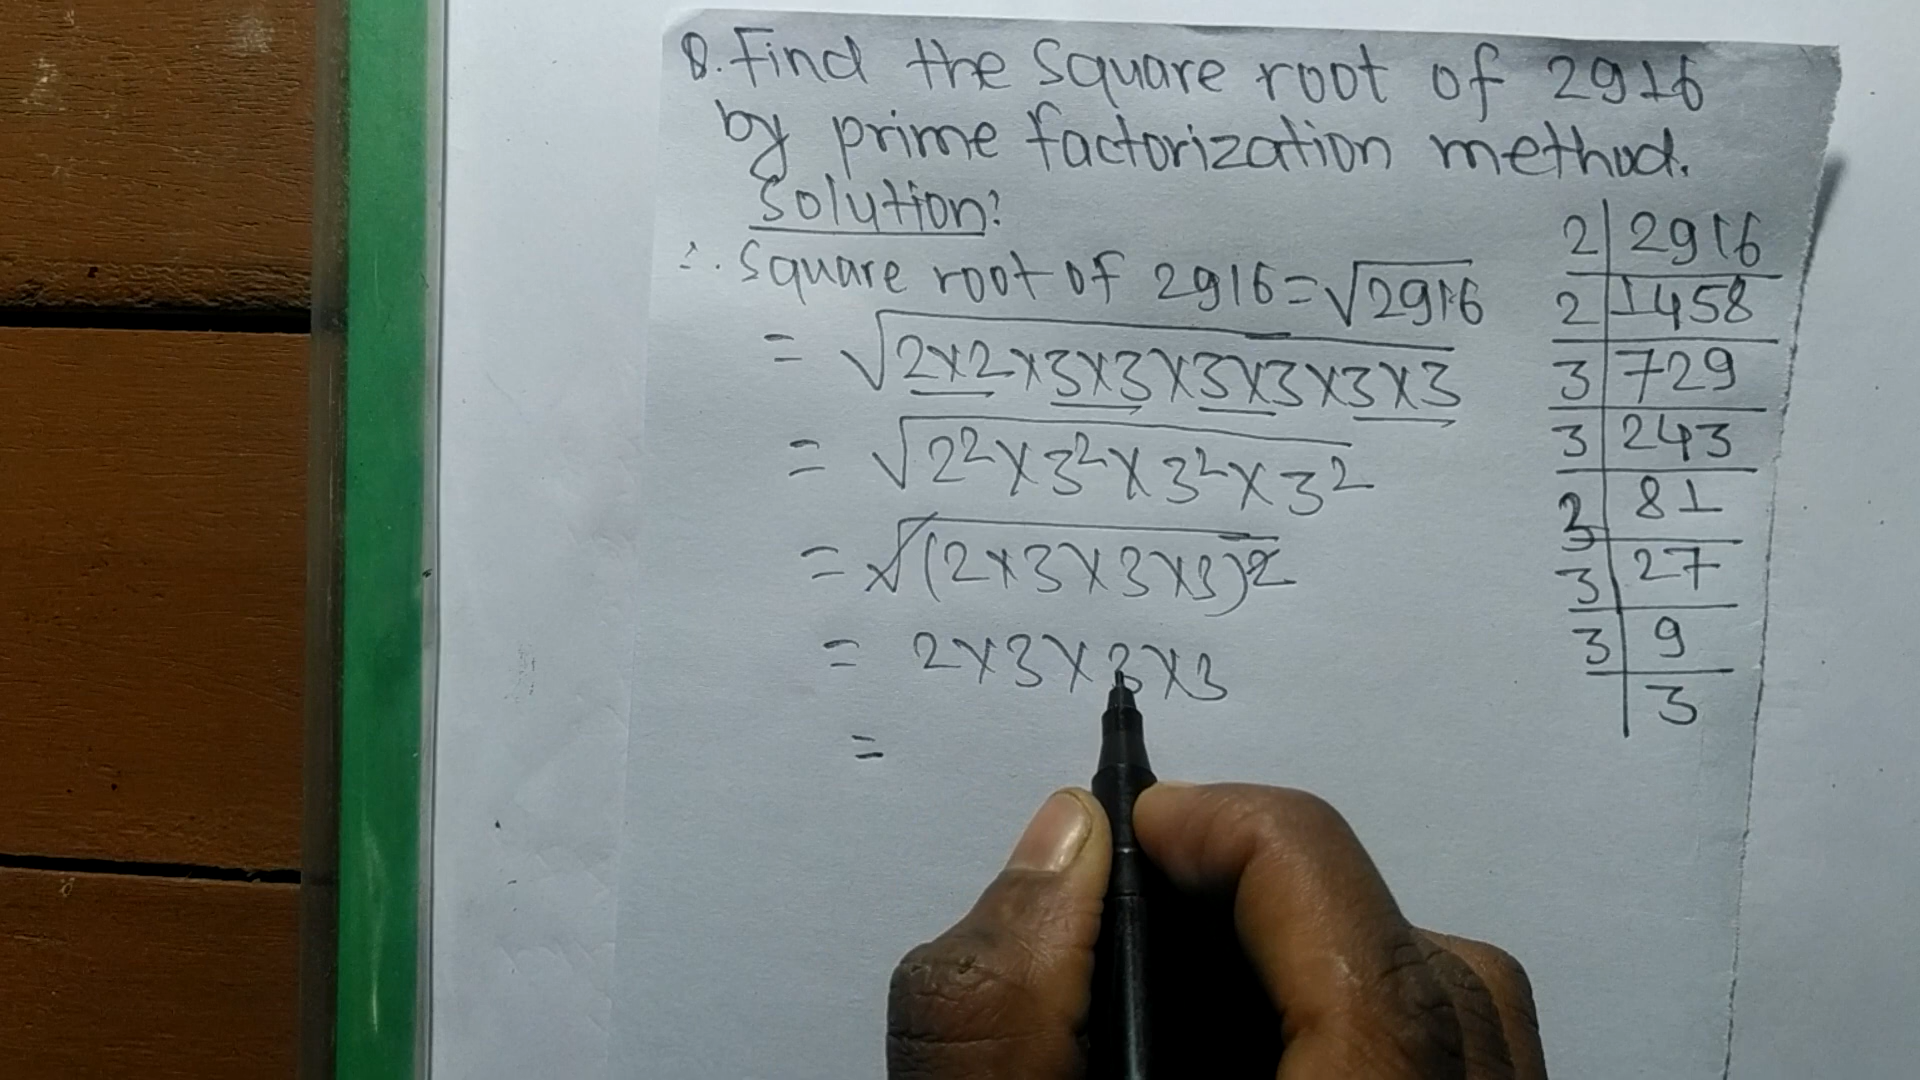 Q. Find the square root of 2916
by prime factorization method.
Solution:
∴ Square root of 2916 = √2916
= √2×2×3×3×3×3×3×3
= √2²×3²×3²×3²
= √(2×3×3×3)²
= 2×3×3×3
=
2 | 2916
2 | 1458
3 | 729
3 | 243
3 | 81
3 | 27
3 | 9
| 3